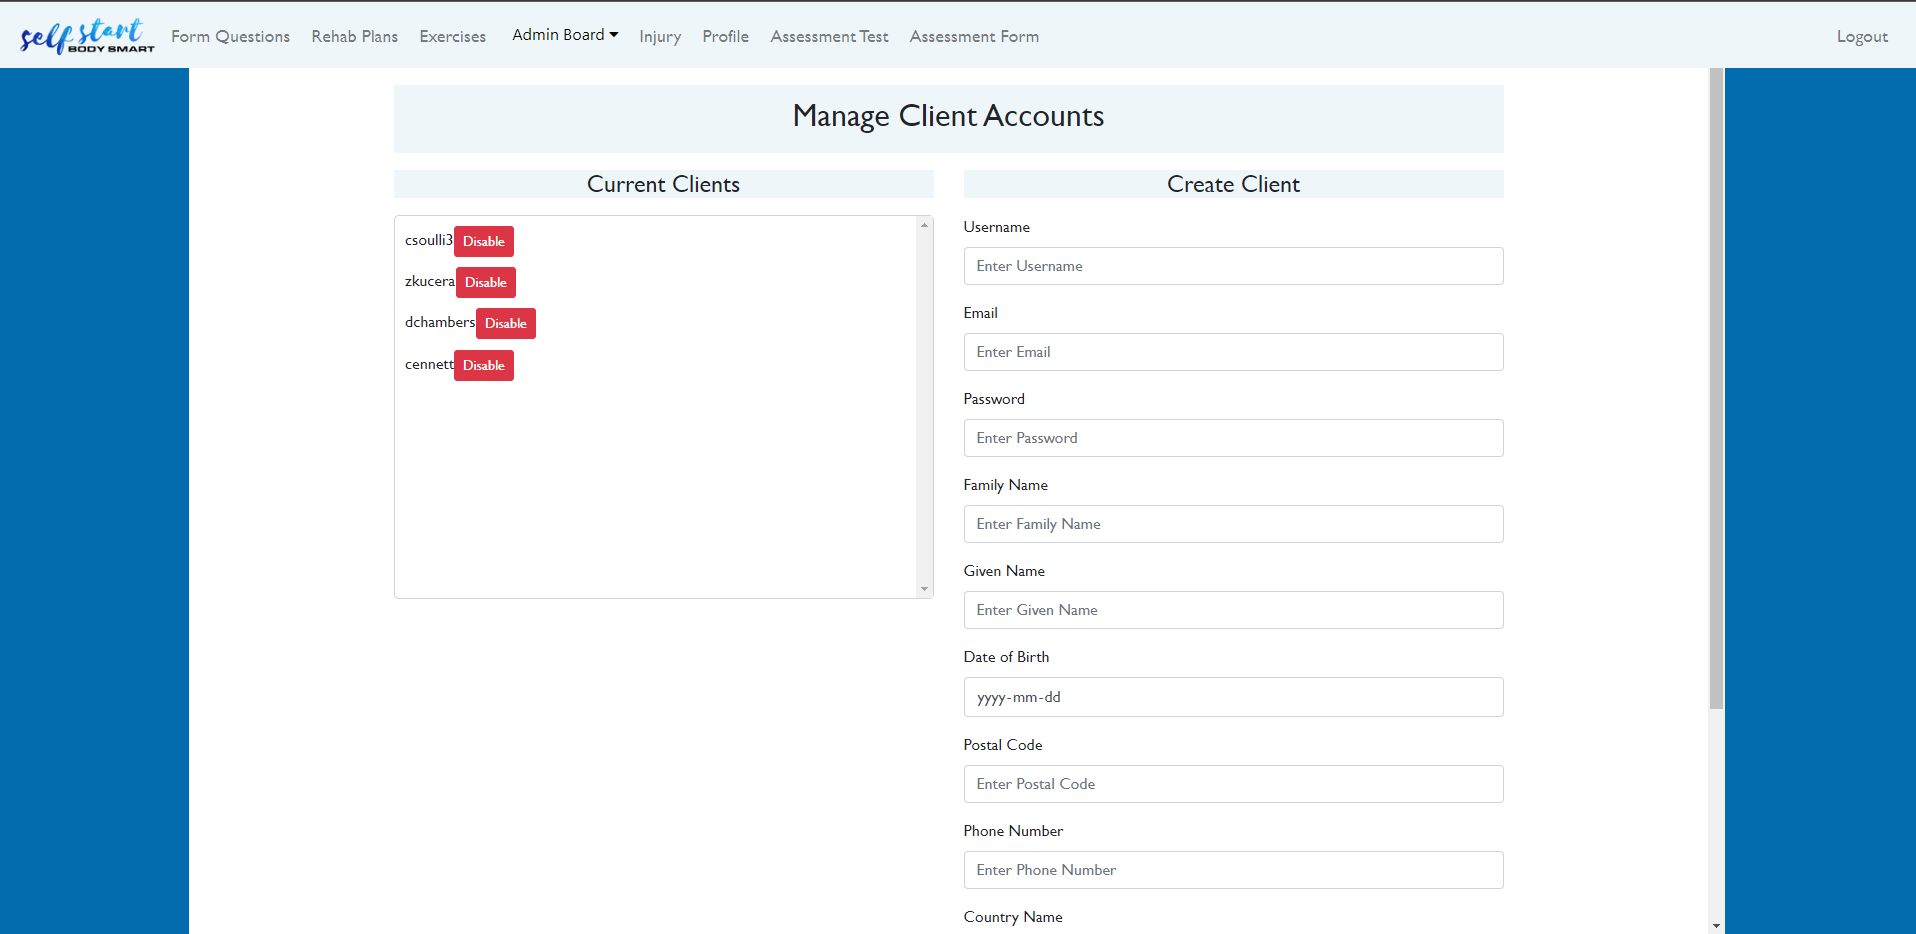 self start
BODY SMART
Form Questions Rehab Plans Exercises Admin Board Injury Profile Assessment Test Assessment Form Logout
Manage Client Accounts
Current Clients
csoulli3 Disable
zkucera Disable
dchambers Disable
cennett Disable
Create Client
Username
Enter Username
Email
Enter Email
Password
Enter Password
Family Name
Enter Family Name
Given Name
Enter Given Name
Date of Birth
yyyy-mm-dd
Postal Code
Enter Postal Code
Phone Number
Enter Phone Number
Country Name